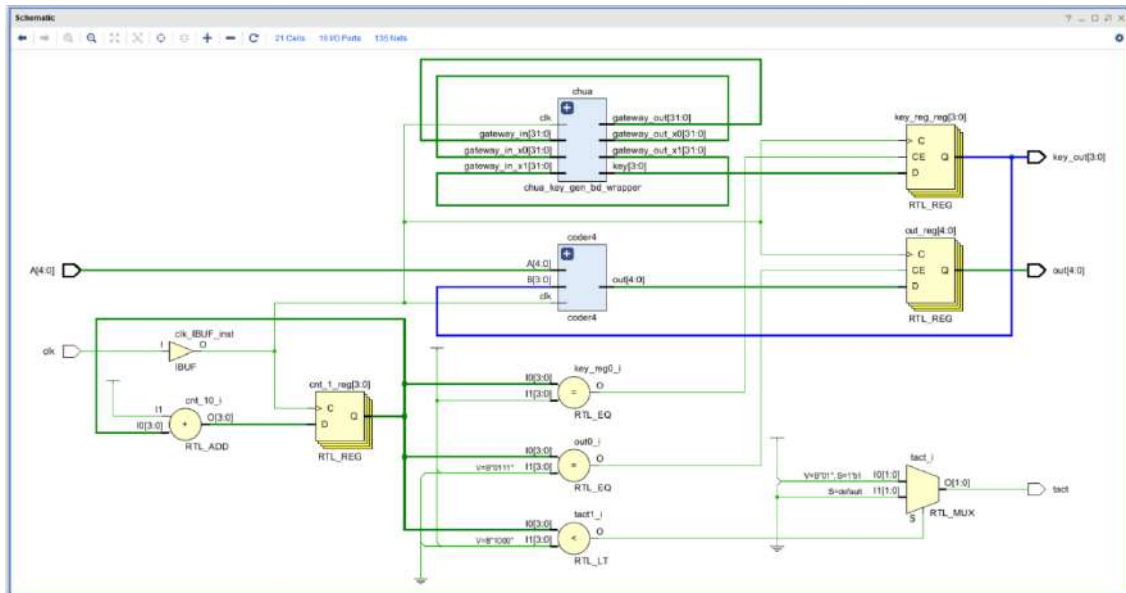 Schematic
21 Cells 16 I/O Ports 135 Nets
chua
clk
gateway_in[31:0]
gateway_in_x0[31:0]
gateway_in_x1[31:0]
gateway_out[31:0]
gateway_out_x0[31:0]
gateway_out_x1[31:0]
key[3:0]
chua_key_gen_bd_wrapper
key_reg_reg[3:0]
C
CE
D
Q
RTL_REG
key_out[3:0]
coder4
A[4:0]
A[4:0]
B[3:0]
clk
out[4:0]
coder4
out_reg[4:0]
C
CE
D
Q
RTL_REG
out[4:0]
clk
clk_IBUF_inst
I
O
IBUF
cnt_10_i
I1
I0[3:0]
O[3:0]
+
RTL_ADD
cnt_1_reg[3:0]
C
D
Q
RTL_REG
key_reg0_i
I0[3:0]
I1[3:0]
=
O
RTL_EQ
out0_i
I0[3:0]
V=B"0111" I1[3:0]
=
O
RTL_EQ
tact1_i
I0[3:0]
V=B"1000" I1[3:0]
<
O
RTL_LT
tact_i
V=B"01", S=1'b1 I0[1:0]
S=default I1[1:0]
S
O[1:0]
RTL_MUX
tact